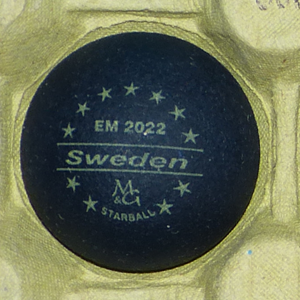 EM 2022
Sweden
M
&G
STARBALL